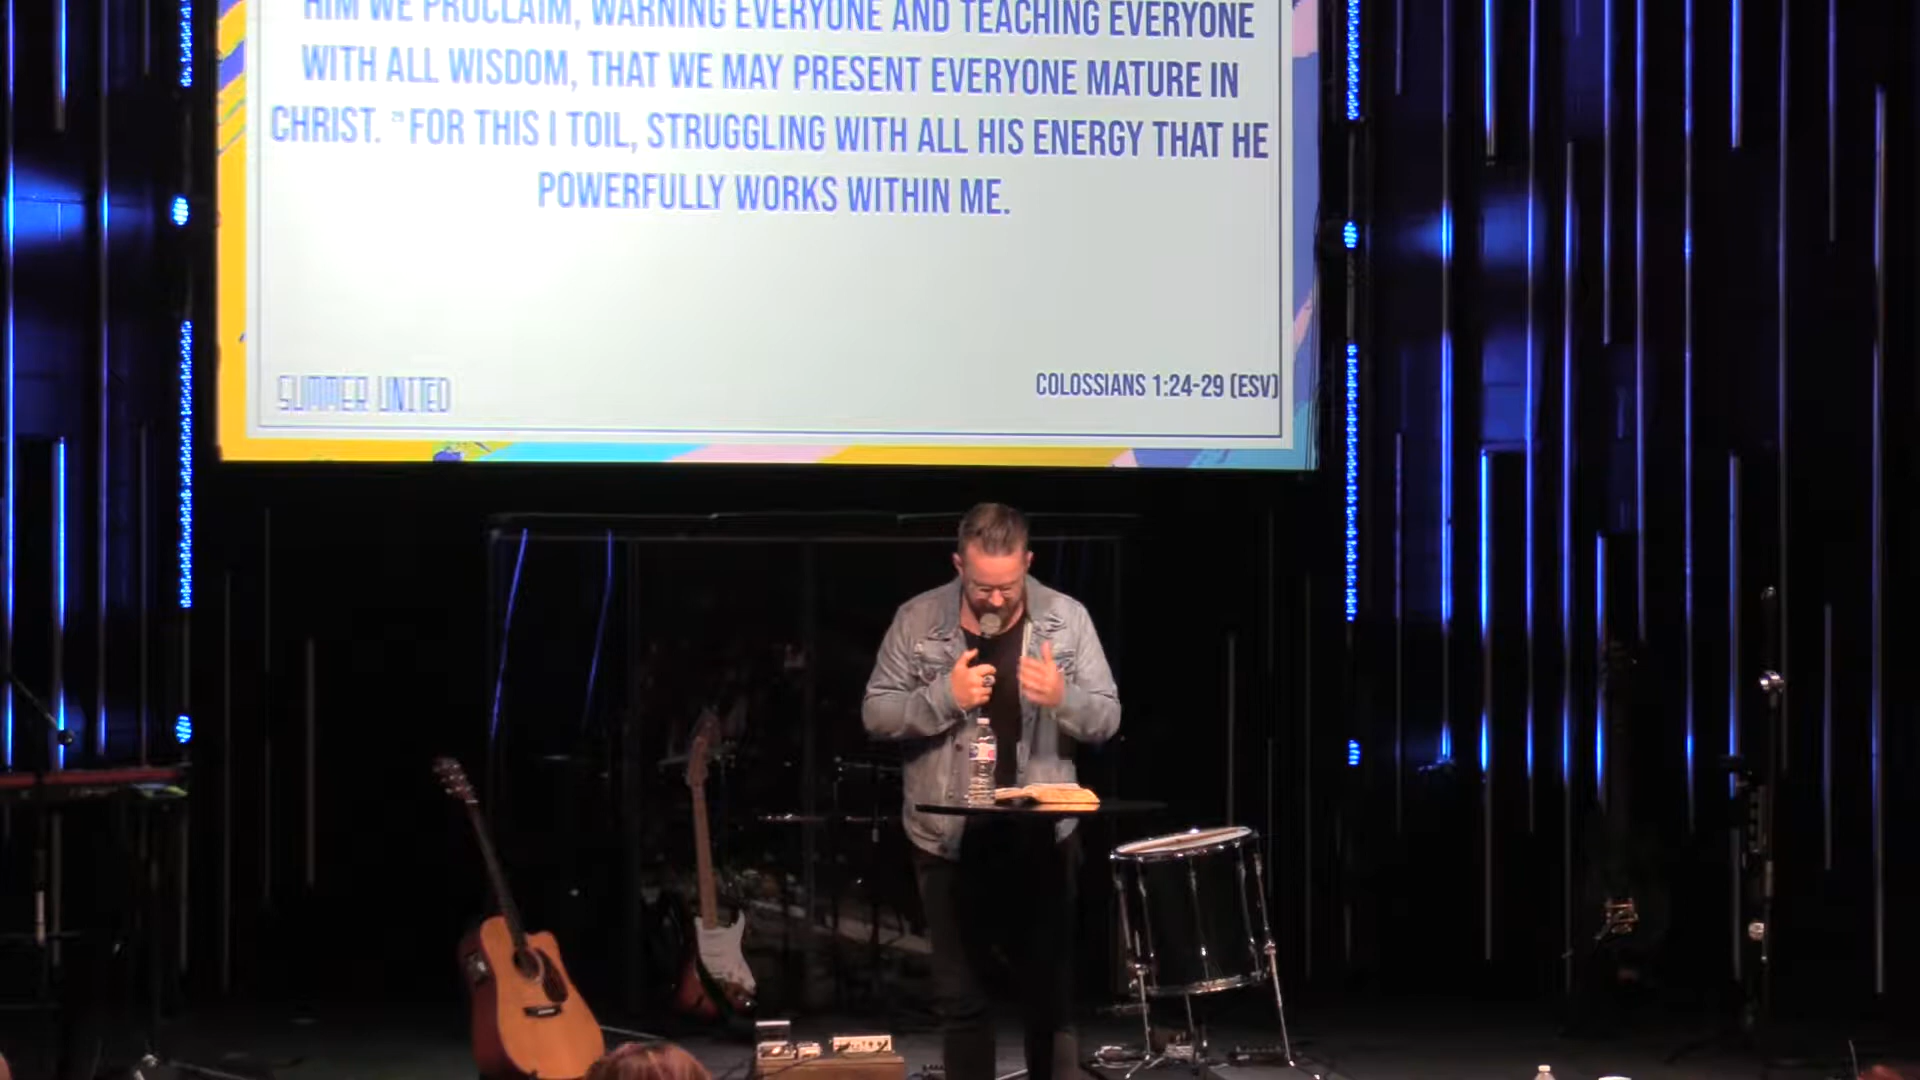 HIM WE PROCLAIM, WARNING EVERYONE AND TEACHING EVERYONE
WITH ALL WISDOM, THAT WE MAY PRESENT EVERYONE MATURE IN
CHRIST. 29 FOR THIS I TOIL, STRUGGLING WITH ALL HIS ENERGY THAT HE
POWERFULLY WORKS WITHIN ME.
SUMMER UNITED
COLOSSIANS 1:24-29 (ESV)